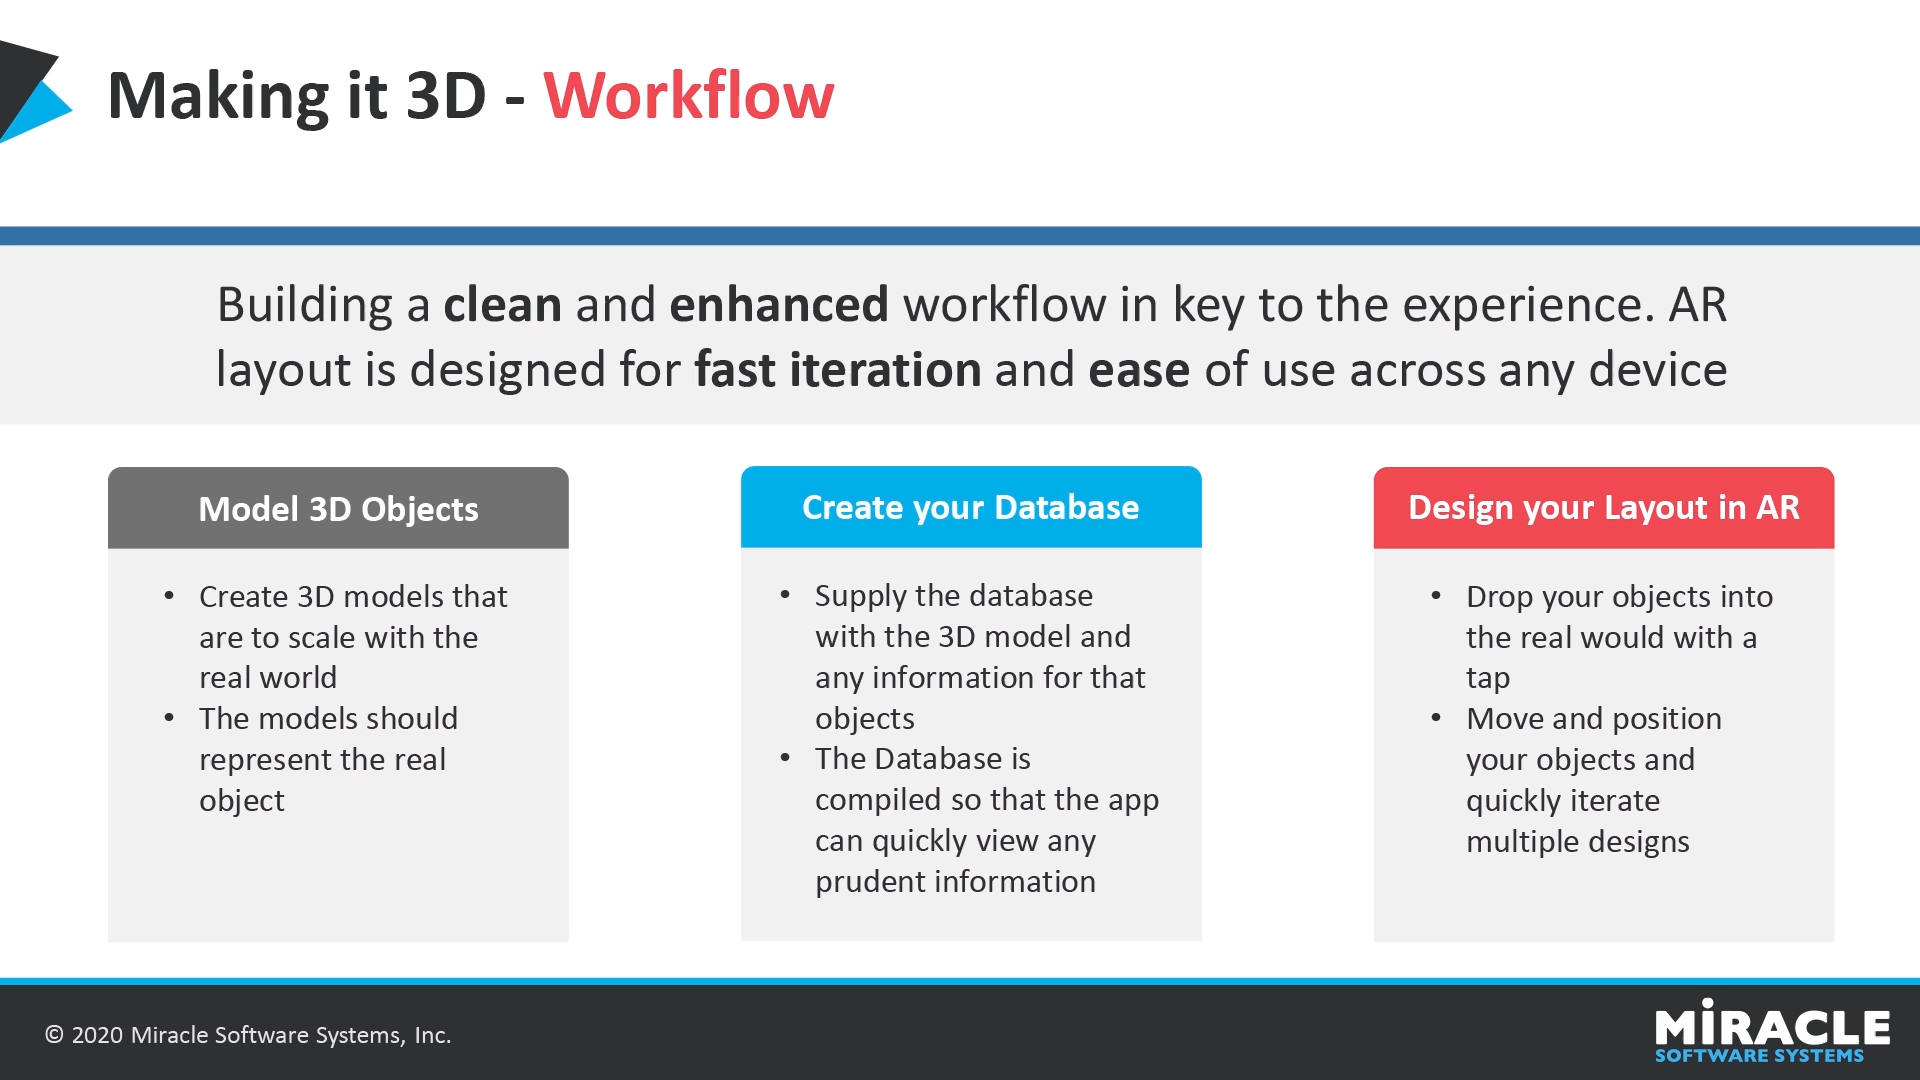 Making it 3D - Workflow
Building a clean and enhanced workflow in key to the experience. AR
layout is designed for fast iteration and ease of use across any device
Model 3D Objects
• Create 3D models that
are to scale with the
real world
• The models should
represent the real
object
Create your Database
• Supply the database
with the 3D model and
any information for that
objects
• The Database is
compiled so that the app
can quickly view any
prudent information
Design your Layout in AR
• Drop your objects into
the real would with a
tap
• Move and position
your objects and
quickly iterate
multiple designs
© 2020 Miracle Software Systems, Inc.
MiRACLE
SOFTWARE SYSTEMS